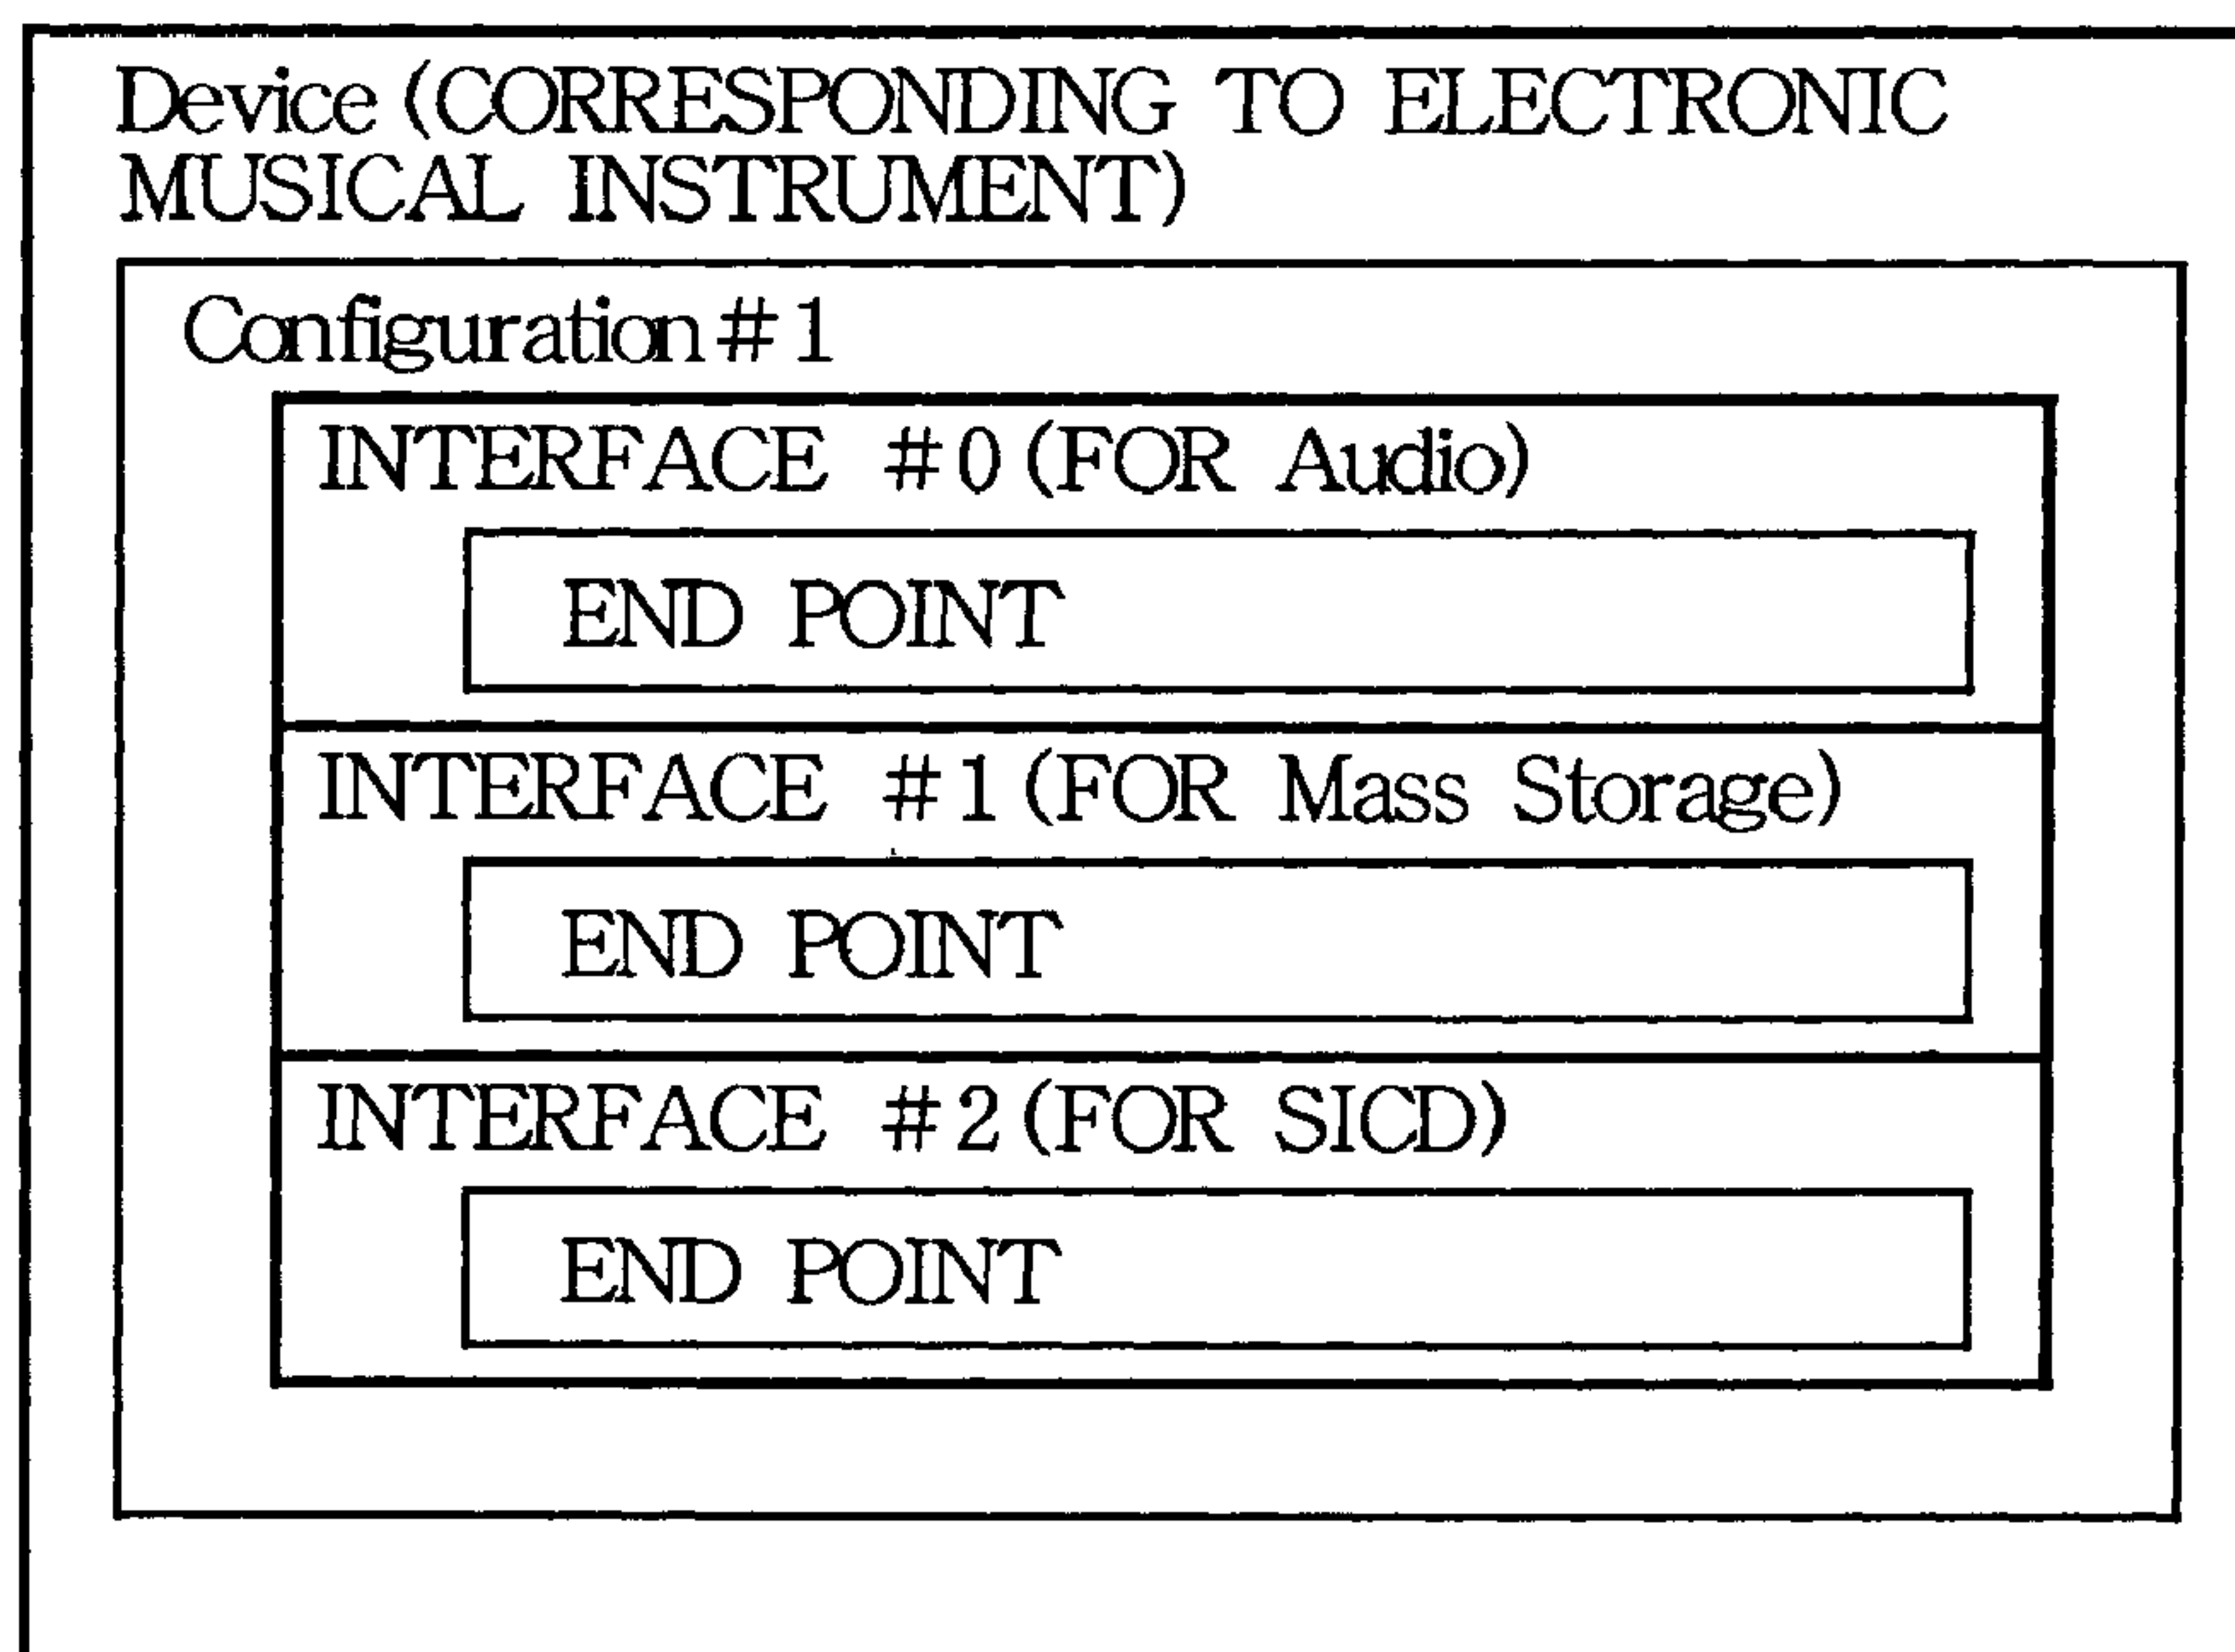 Device (CORRESPONDING TO ELECTRONIC
MUSICAL INSTRUMENT)
Configuration #1
INTERFACE #0 (FOR Audio)
END POINT
INTERFACE #1 (FOR Mass Storage)
END POINT
INTERFACE #2 (FOR SICD)
END POINT